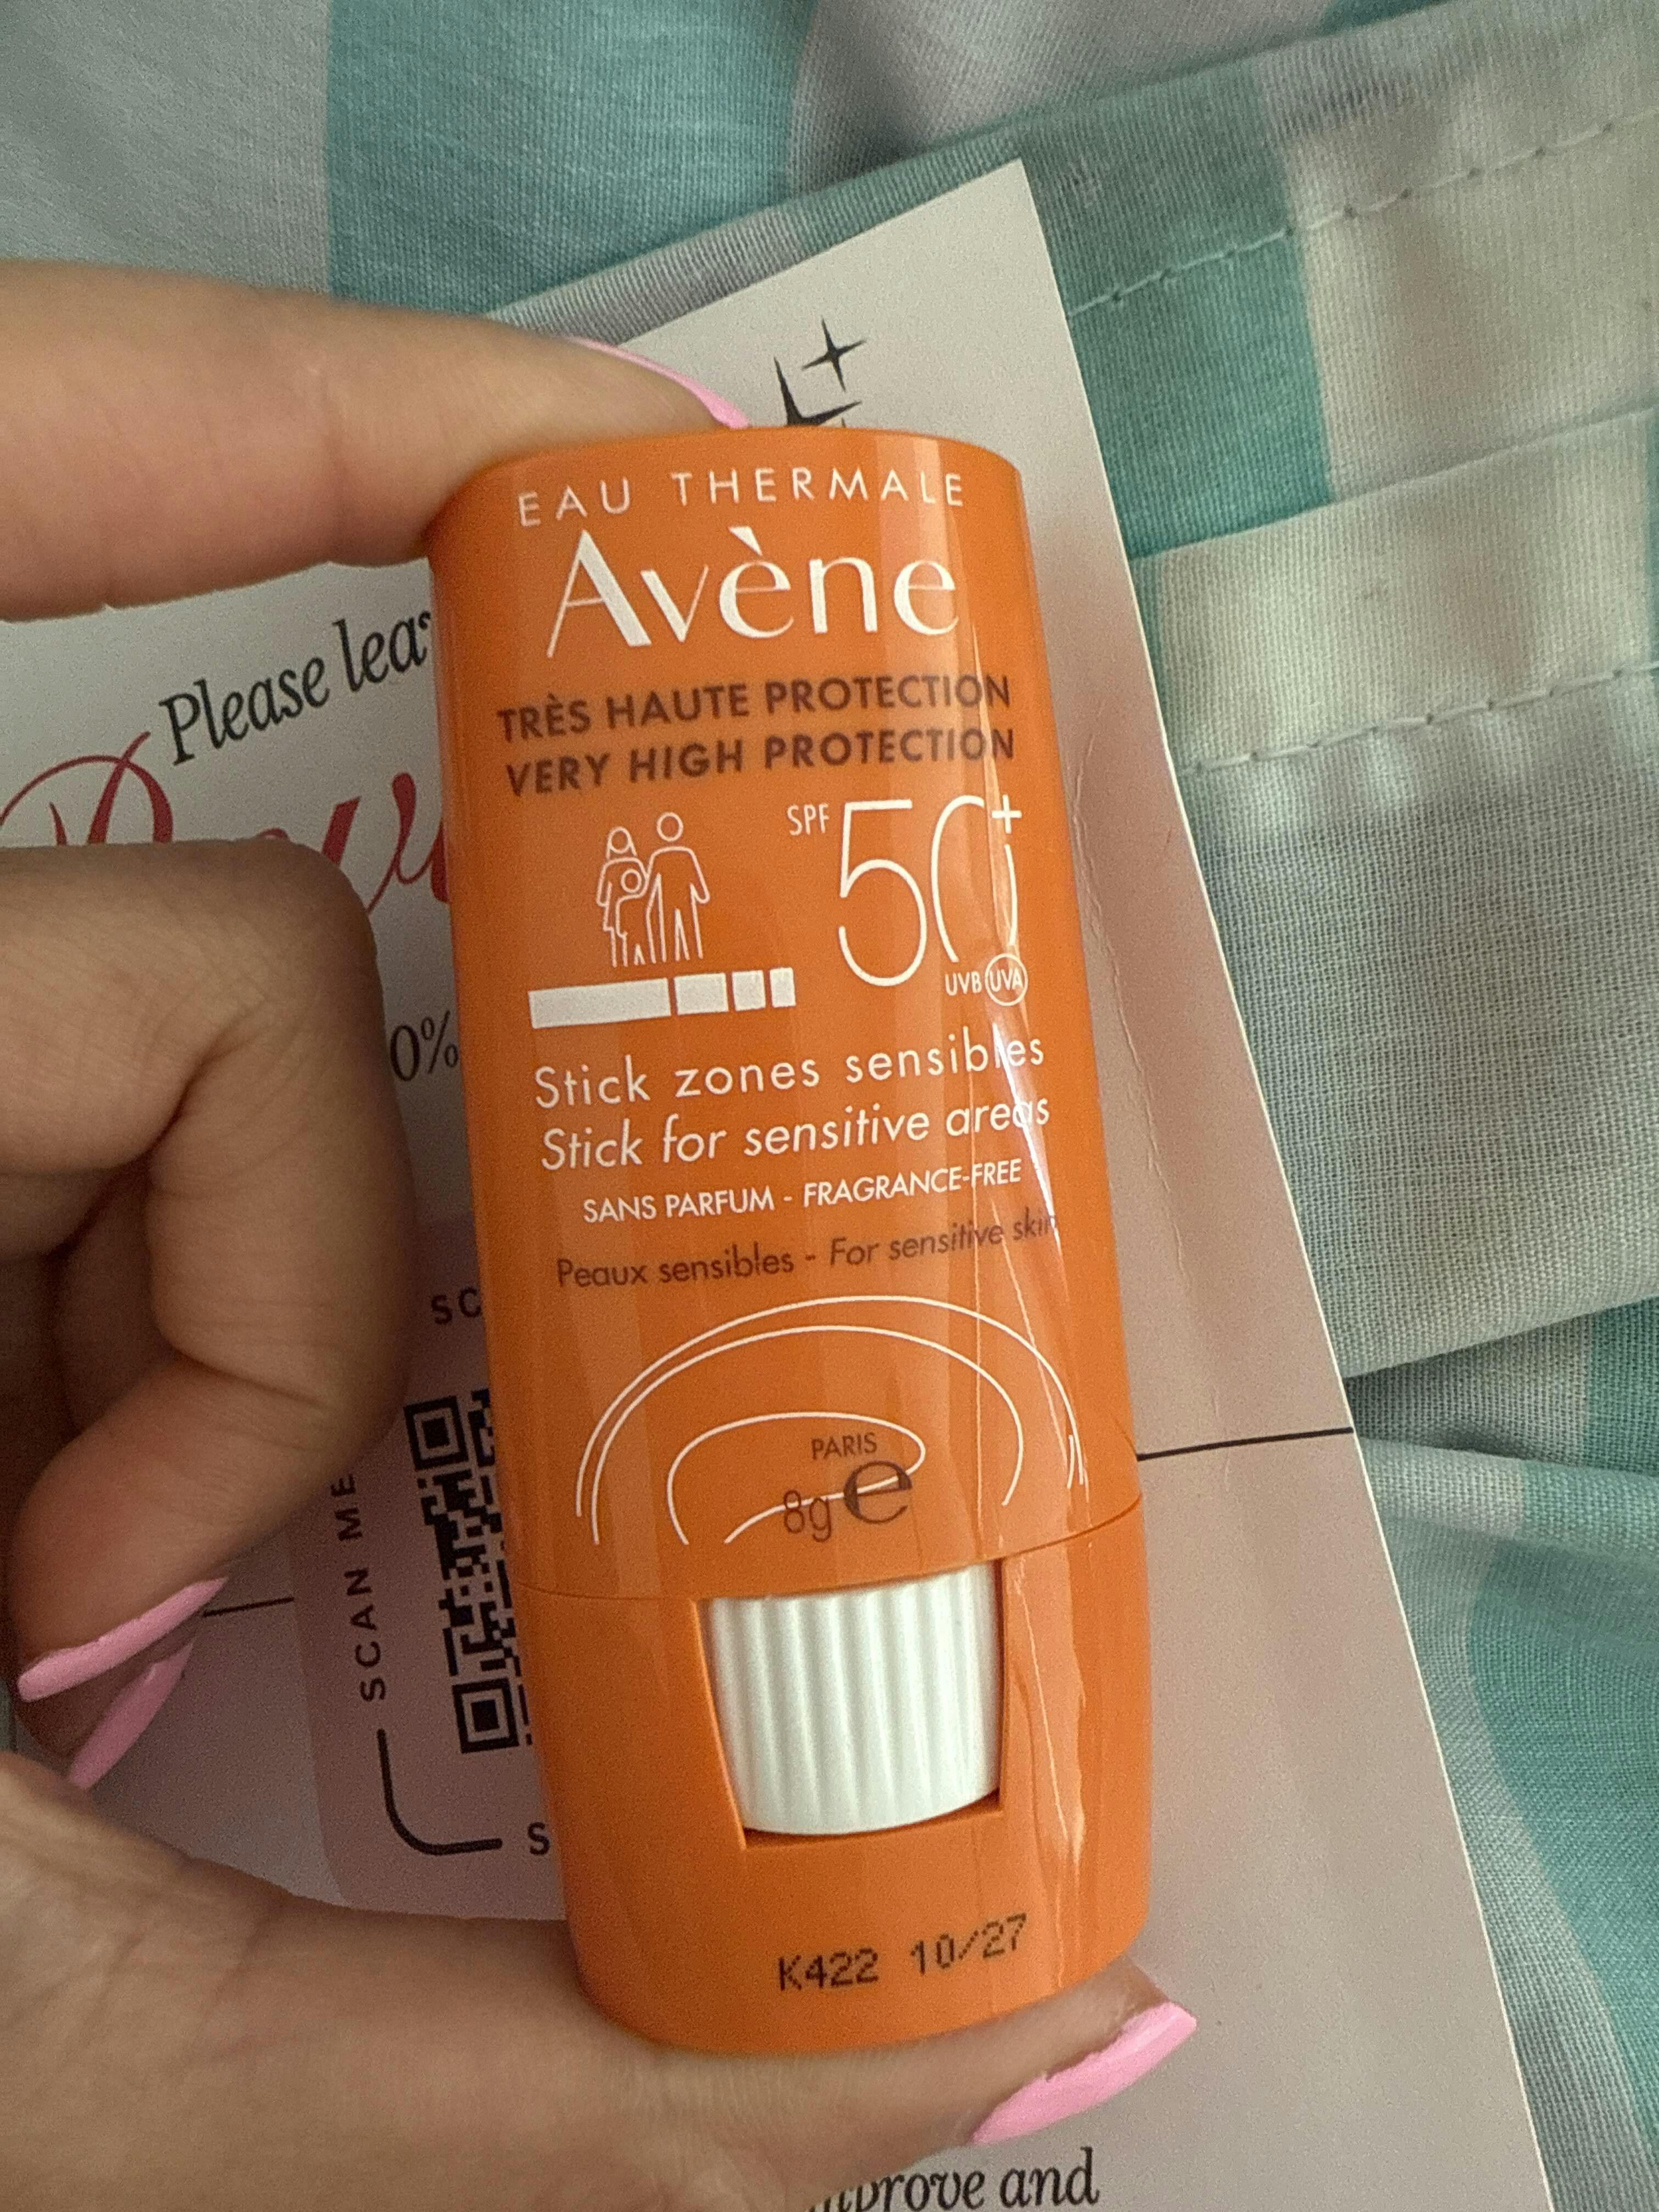 EAU THERMALE
Avène
TRÈS HAUTE PROTECTION
VERY HIGH PROTECTION
SPF 50+
UVB UVA
Stick zones sensibles
Stick for sensitive areas
SANS PARFUM - FRAGRANCE-FREE
Peaux sensibles - For sensitive skin
PARIS
8g e
K422 10/27
Please
0%
SCAN ME
and